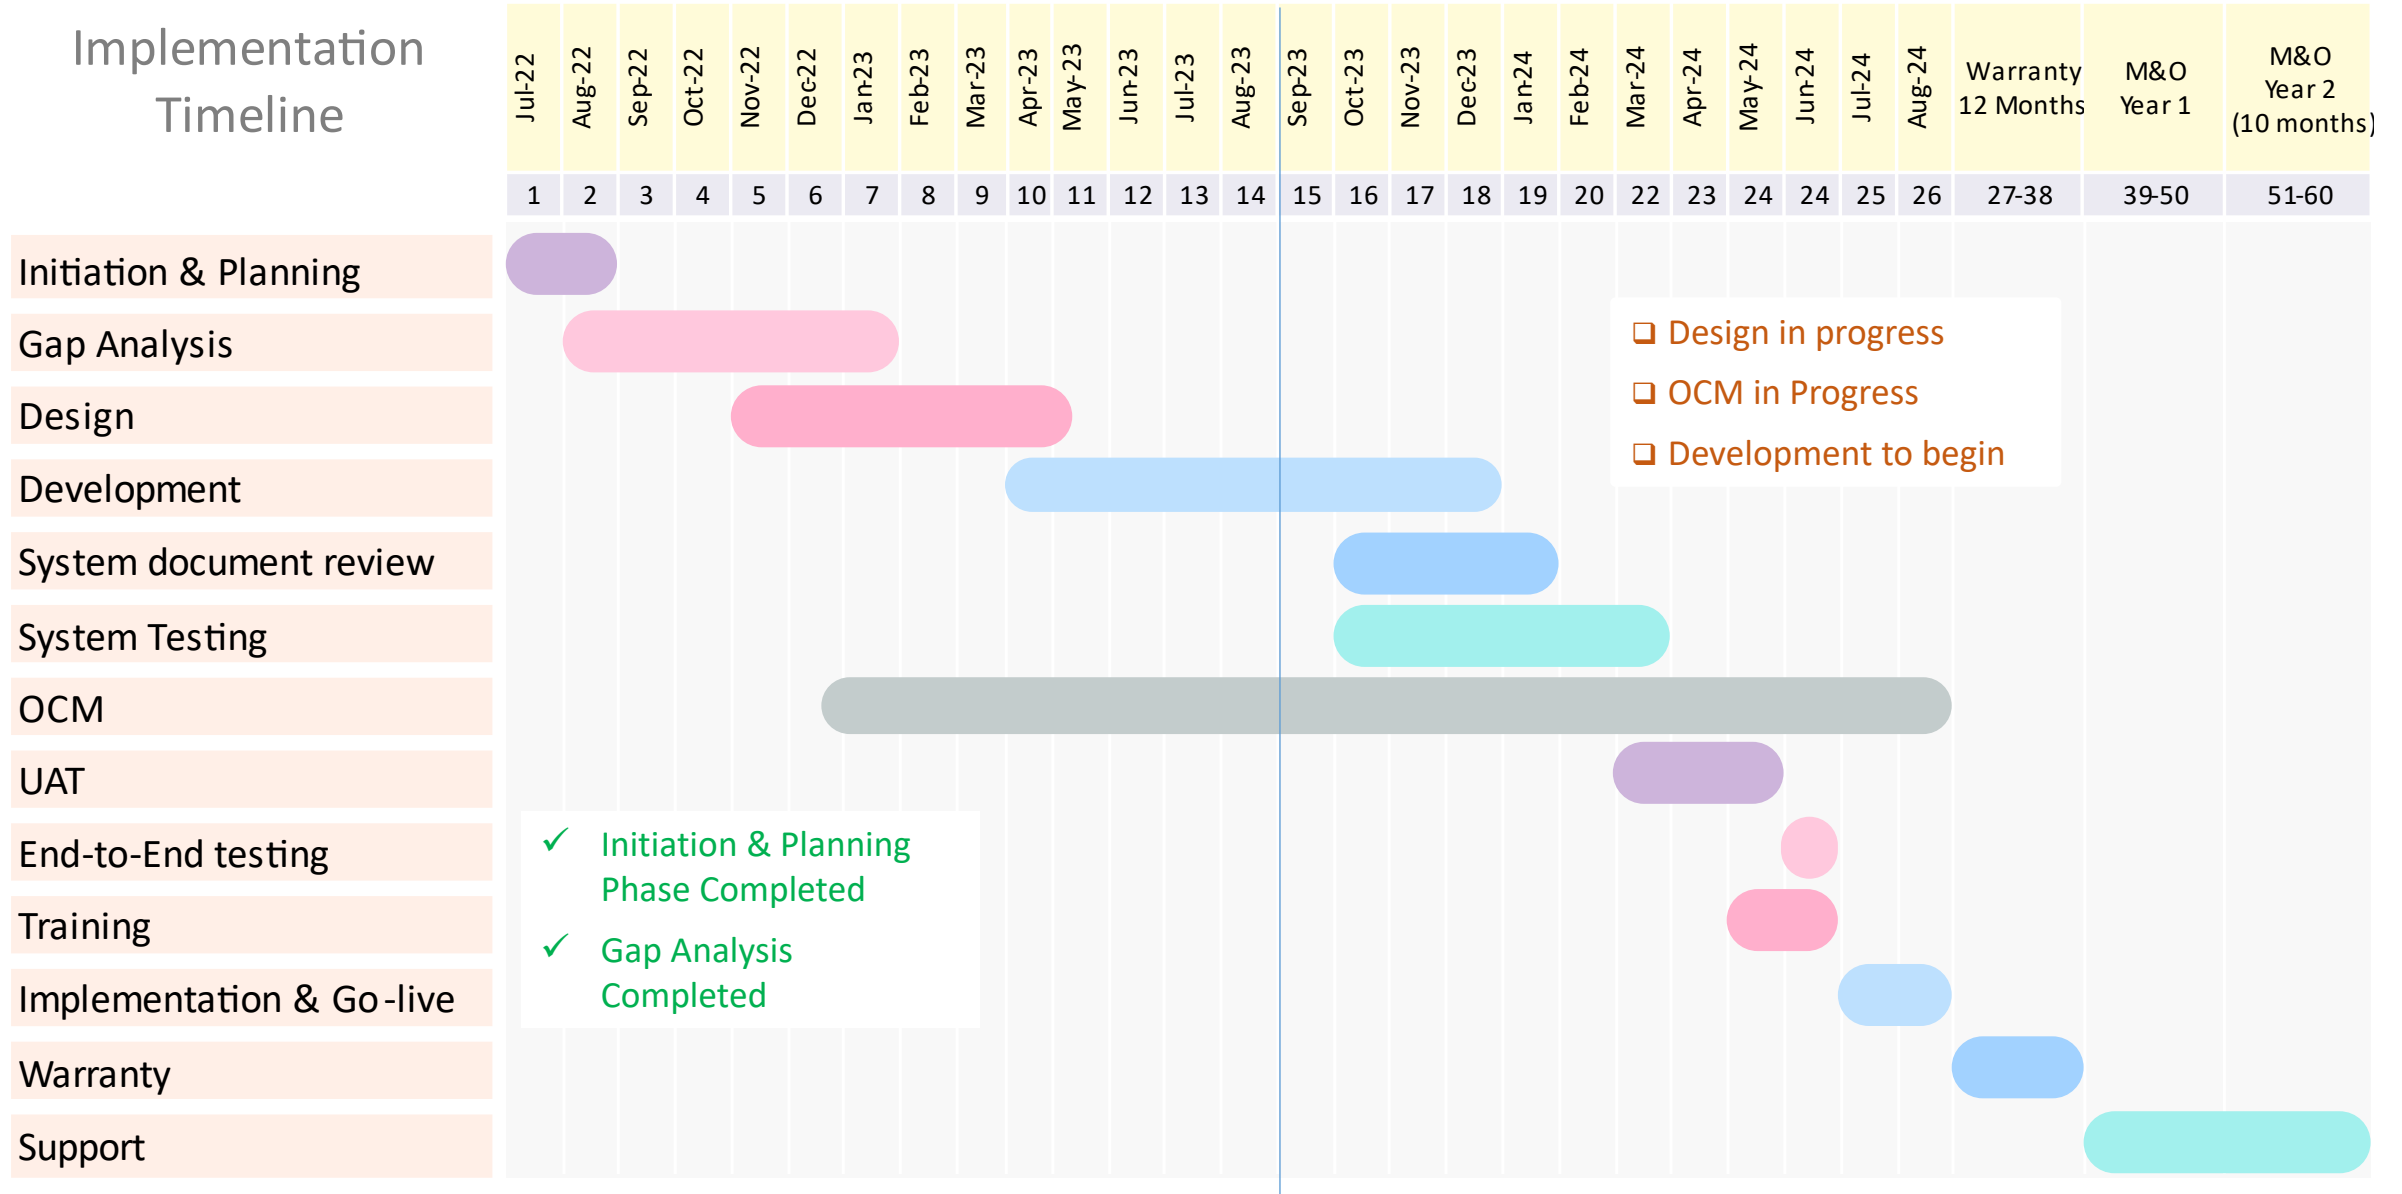 Implementation
Timeline
Jul-22
Aug-22
Sep-22
Oct-22
Nov-22
Dec-22
Jan-23
Feb-23
Mar-23
Apr-23
May-23
Jun-23
Jul-23
Aug-23
Sep-23
Oct-23
Nov-23
Dec-23
Jan-24
Feb-24
Mar-24
Apr-24
May-24
Jun-24
Jul-24
Aug-24
Warranty
12 Months
M&O
Year 1
M&O
Year 2
(10 months)
1 2 3 4 5 6 7 8 9 10 11 12 13 14 15 16 17 18 19 20 22 23 24 24 25 26 27-38 39-50 51-60
Initiation & Planning
Gap Analysis
Design
Development
System document review
System Testing
OCM
UAT
End-to-End testing
Training
Implementation & Go-live
Warranty
Support
❑ Design in progress
❑ OCM in Progress
❑ Development to begin
✓ Initiation & Planning
Phase Completed
✓ Gap Analysis
Completed